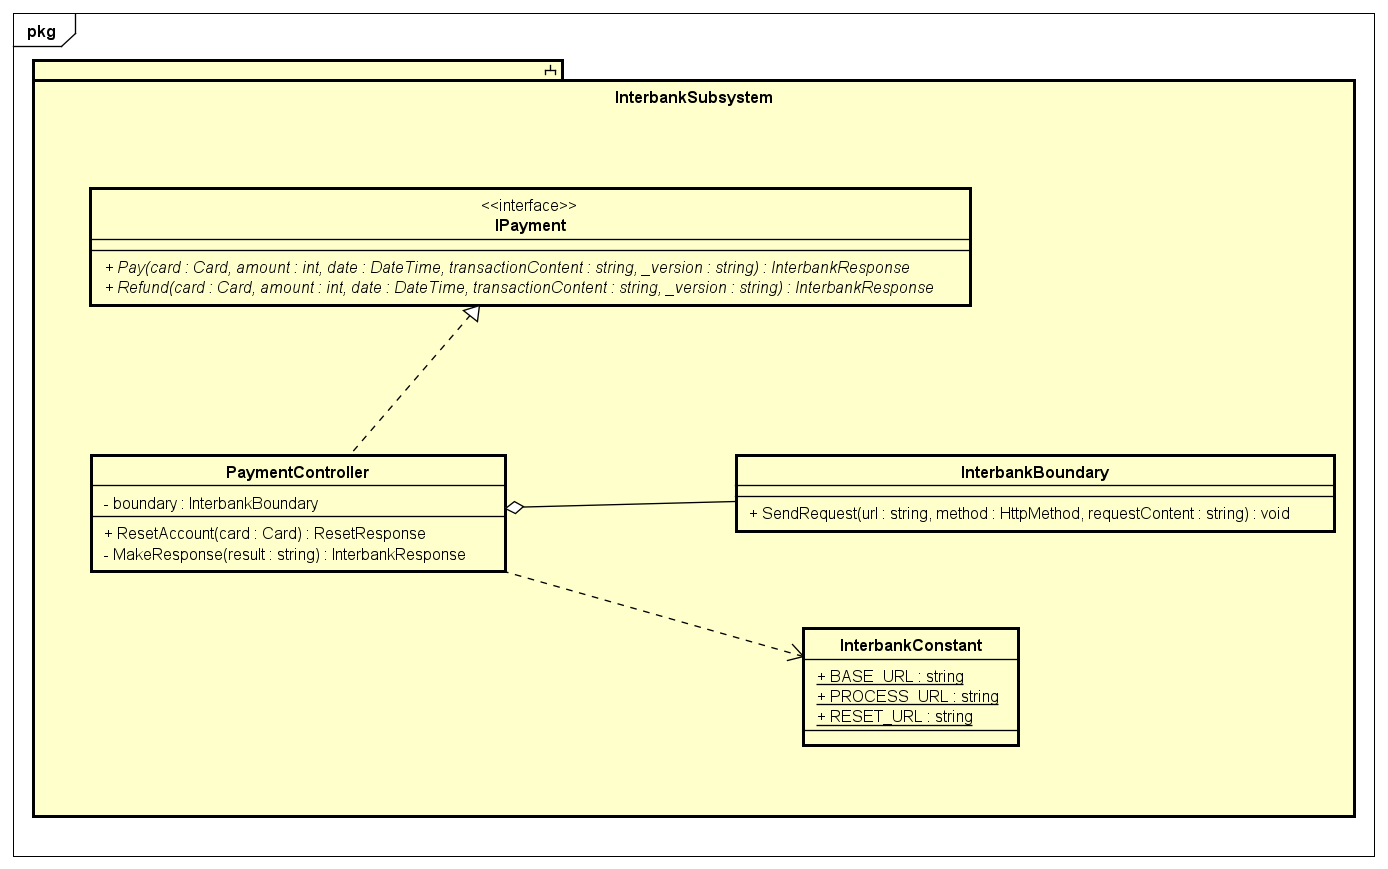 pkg
InterbankSubsystem
<<interface>>
IPayment
+ Pay(card : Card, amount : int, date : DateTime, transactionContent : string, _version : string) : InterbankResponse
+ Refund(card : Card, amount : int, date : DateTime, transactionContent : string, _version : string) : InterbankResponse
PaymentController
- boundary : InterbankBoundary
+ ResetAccount(card : Card) : ResetResponse
- MakeResponse(result : string) : InterbankResponse
InterbankBoundary
+ SendRequest(url : string, method : HttpMethod, requestContent : string) : void
InterbankConstant
+ BASE_URL : string
+ PROCESS_URL : string
+ RESET_URL : string